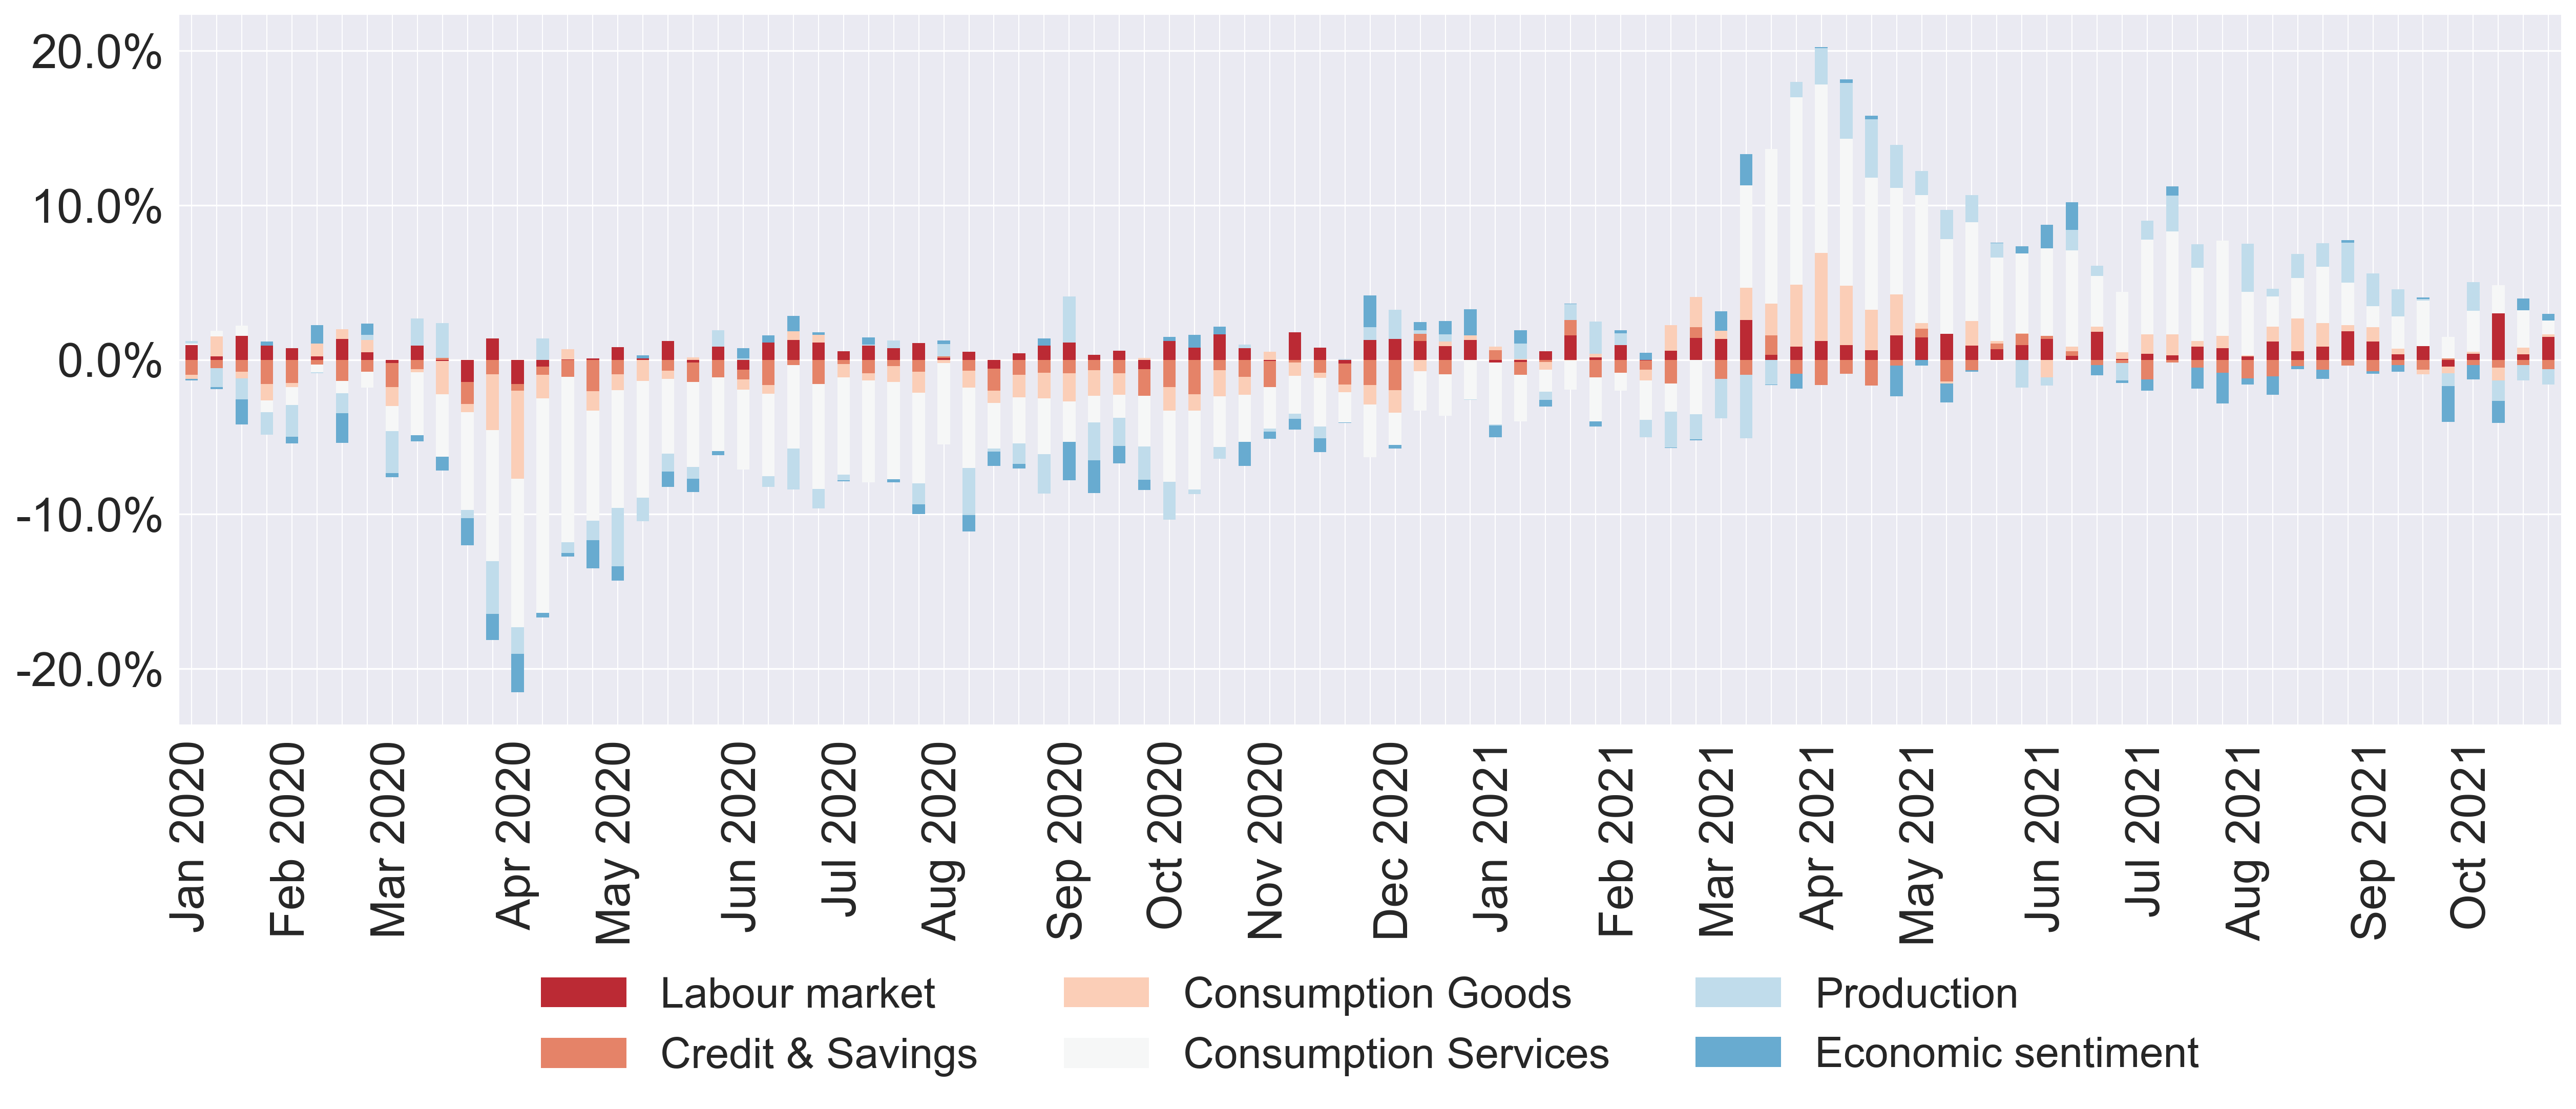 20.0%
10.0%
0.0%
-10.0%
-20.0%
Jan 2020
Feb 2020
Mar 2020
Apr 2020
May 2020
Jun 2020
Jul 2020
Aug 2020
Sep 2020
Oct 2020
Nov 2020
Dec 2020
Jan 2021
Feb 2021
Mar 2021
Apr 2021
May 2021
Jun 2021
Jul 2021
Aug 2021
Sep 2021
Oct 2021
Labour market
Consumption Goods
Production
Credit & Savings
Consumption Services
Economic sentiment